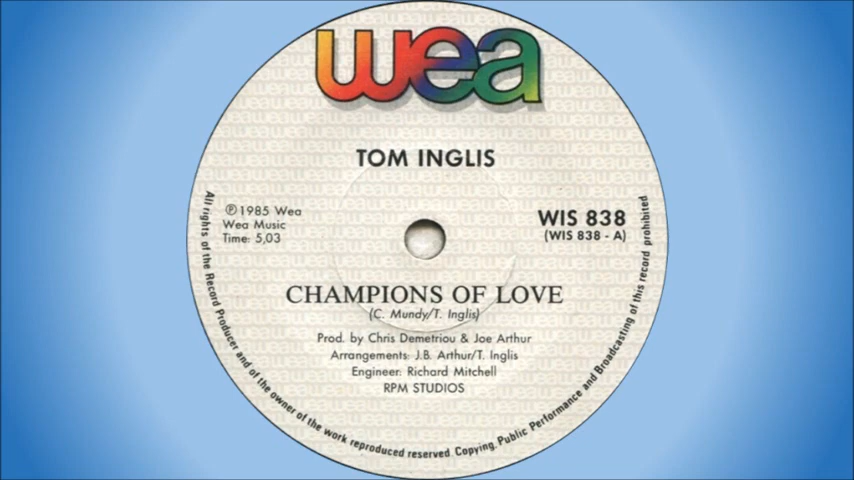 wea
TOM INGLIS
℗1985 Wea
Wea Music
Time: 5,03
WIS 838
(WIS 838 - A)
CHAMPIONS OF LOVE
(C. Mundy/T. Inglis)
Prod. by Chris Demetriou & Joe Arthur
Arrangements: J.B. Arthur/T. Inglis
Engineer: Richard Mitchell
RPM STUDIOS
All rights of the Record Producer and of the owner of the work reproduced reserved. Copying, Public Performance and Broadcasting of this record prohibited